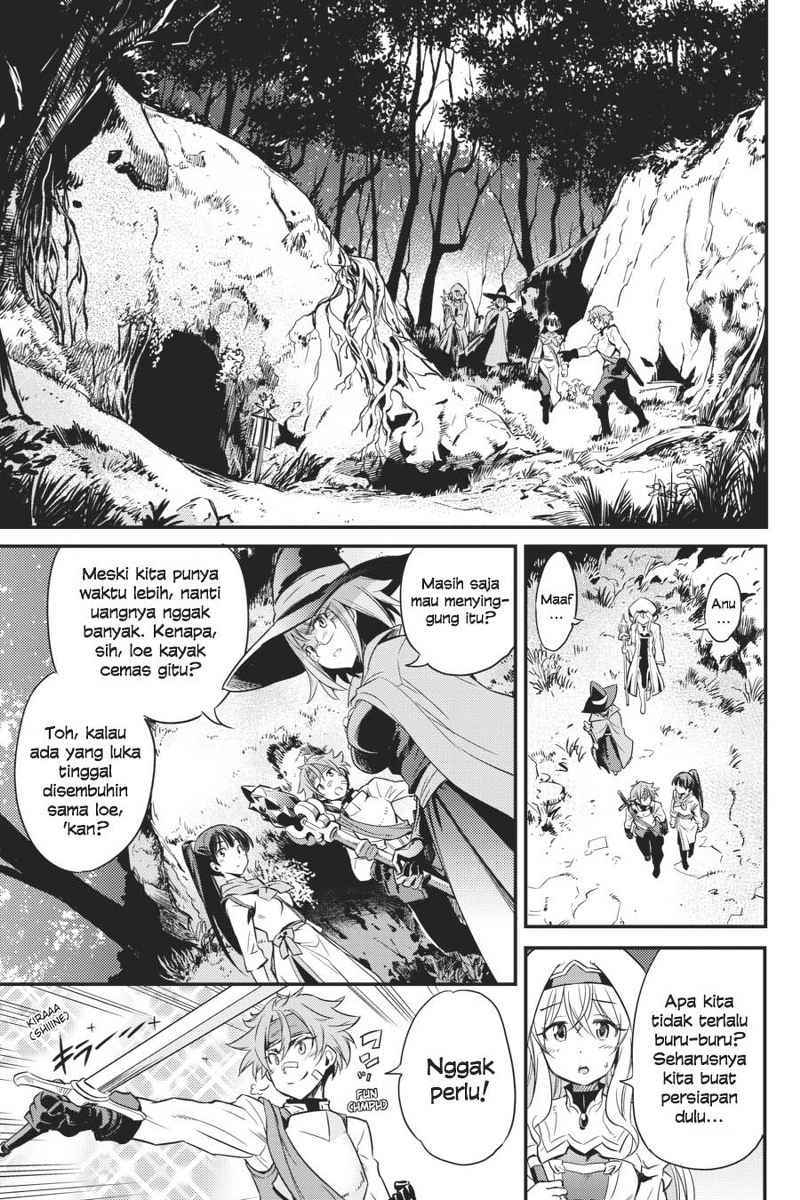 Anu
...
Maaf
...
Apa kita
tidak terlalu
buru-buru?
Seharusnya
kita buat
persiapan
dulu...
Masih saja
mau menying-
gung itu?
Meski kita punya
waktu lebih, nanti
uangnya nggak
banyak. Kenapa,
sih, loe kayak
cemas gitu?
Toh, kalau
ada yang luka
tinggal
disembuhin
sama loe,
'kan?
Nggak
perlu!
FUN
(HMPH)
KIRAAA
(SHIIINE)
キラー